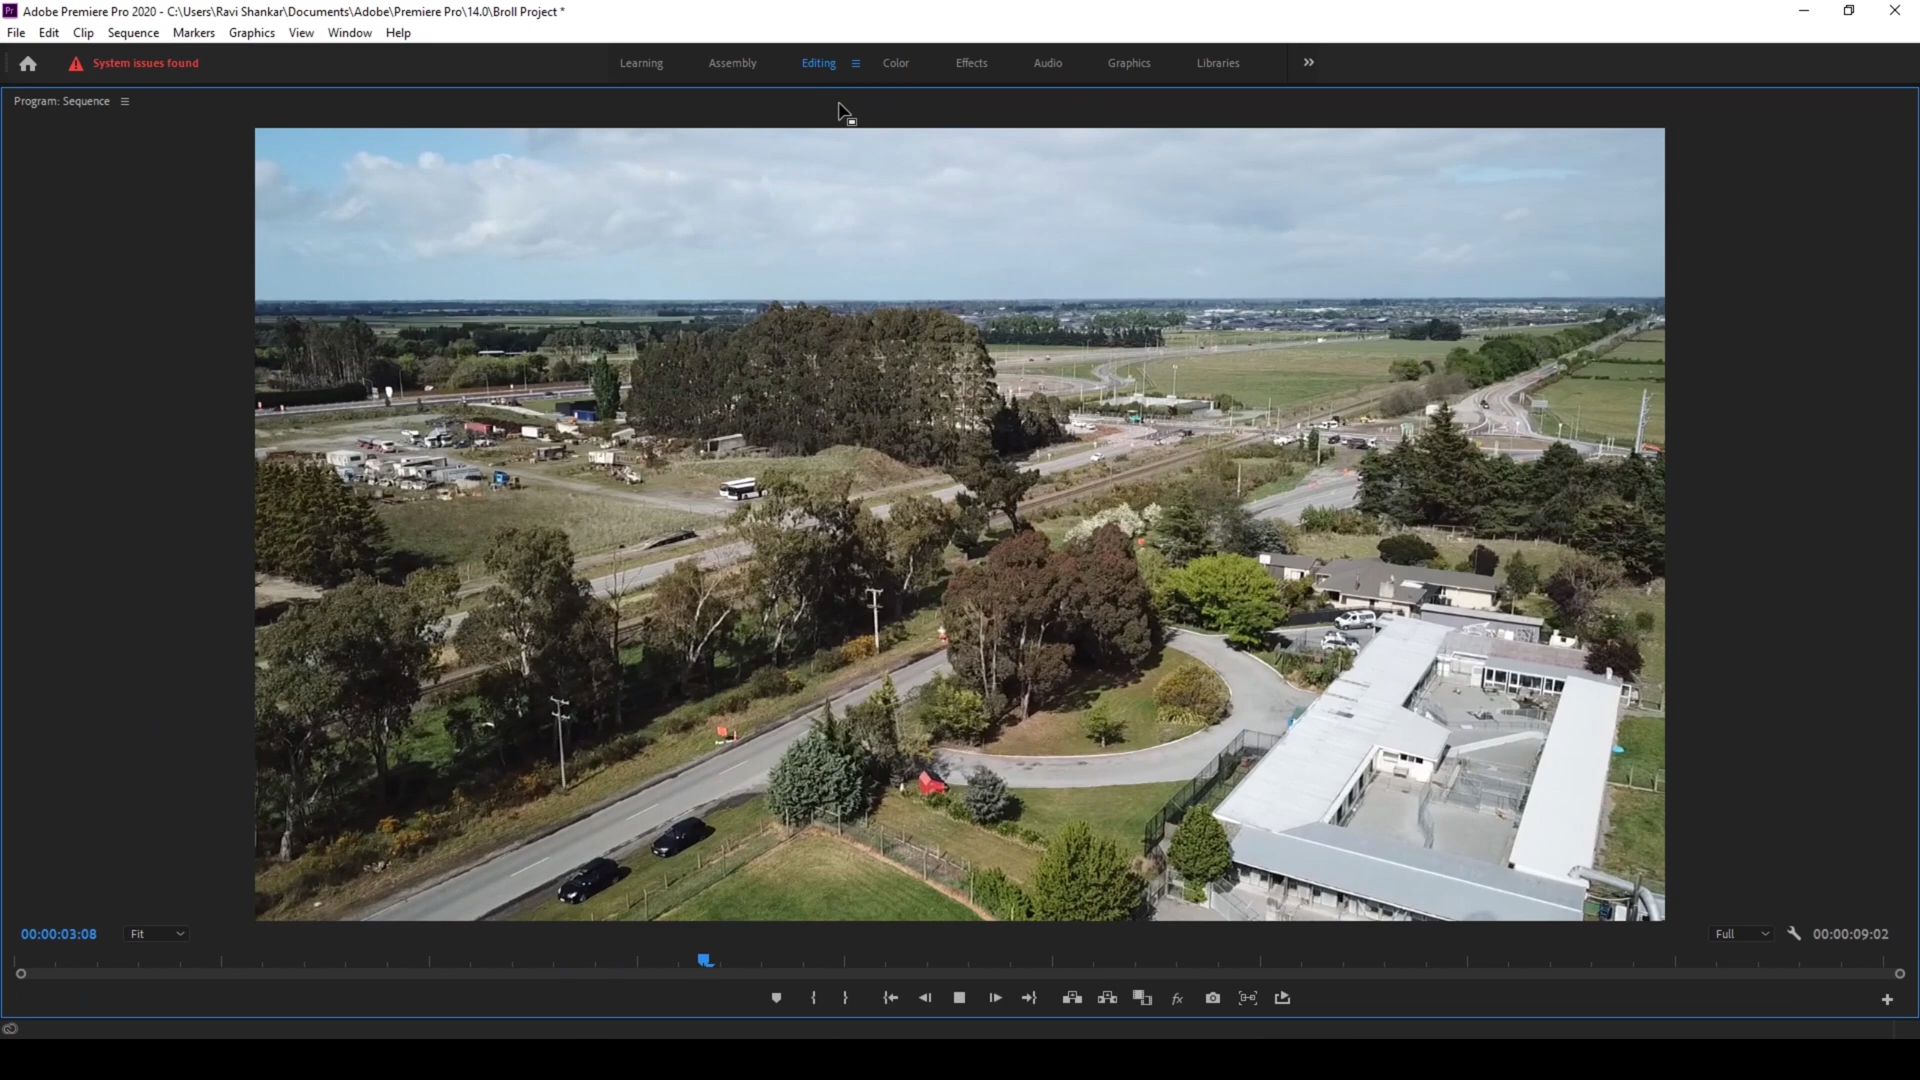 Pr Adobe Premiere Pro 2020 - C:\Users\Ravi Shankar\Documents\Adobe\Premiere Pro\14.0\Broll Project *
File Edit Clip Sequence Markers Graphics View Window Help
System issues found Learning Assembly Editing Color Effects Audio Graphics Libraries
Program: Sequence
00:00:03:08 Fit Full 00:00:09:02
fx